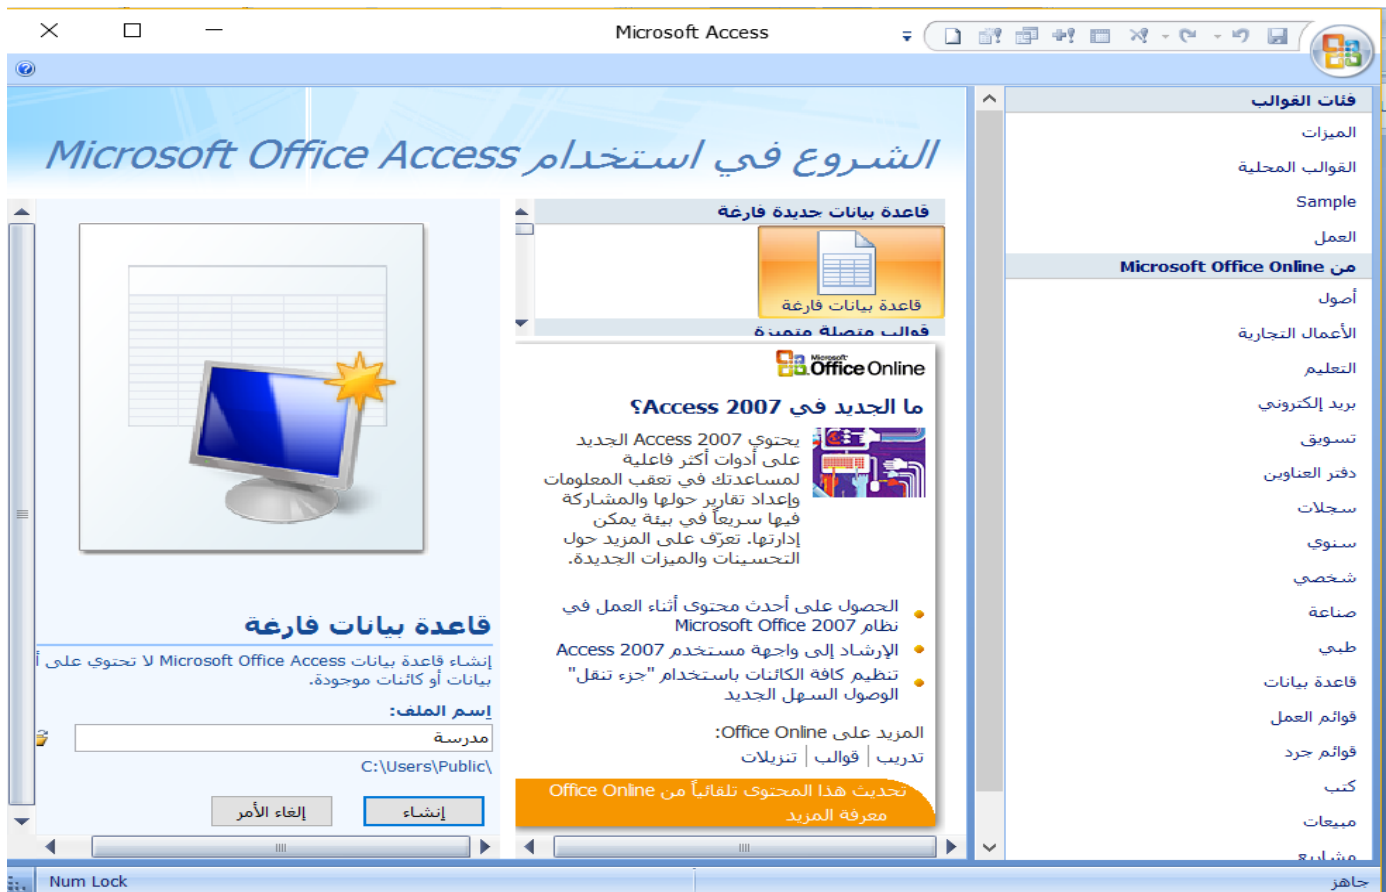 Microsoft Access
فئات القوالب
الميزات
القوالب المحلية
Sample
العمل
من Microsoft Office Online
أصول
الأعمال التجارية
التعليم
بريد إلكتروني
تسويق
دفتر العناوين
سجلات
سنوي
شخصي
صناعة
طبي
قاعدة بيانات
قوائم العمل
قوائم جرد
كتب
مبيعات
مشاريع
الشروع في استخدام Microsoft Office Access
قاعدة بيانات جديدة فارغة
قاعدة بيانات فارغة
قوالب متصلة متميزة
Microsoft
Office Online
ما الجديد في Access 2007؟
يحتوي Access 2007 الجديد
على أدوات أكثر فاعلية
لمساعدتك في تعقب المعلومات
وإعداد تقارير حولها والمشاركة
فيها سريعاً في بيئة يمكن
إدارتها. تعرّف على المزيد حول
التحسينات والميزات الجديدة.
الحصول على أحدث محتوى أثناء العمل في
نظام Microsoft Office 2007
الإرشاد إلى واجهة مستخدم Access 2007
تنظيم كافة الكائنات باستخدام "جزء تنقل"
الوصول السهل الجديد
المزيد على Office Online:
تدريب | قوالب | تنزيلات
تحديث هذا المحتوى تلقائياً من Office Online
معرفة المزيد
قاعدة بيانات فارغة
إنشاء قاعدة بيانات Microsoft Office Access لا تحتوي على أ
بيانات أو كائنات موجودة.
إسم الملف:
مدرسة
C:\Users\Public\
إنشاء
إلغاء الأمر
جاهز
Num Lock